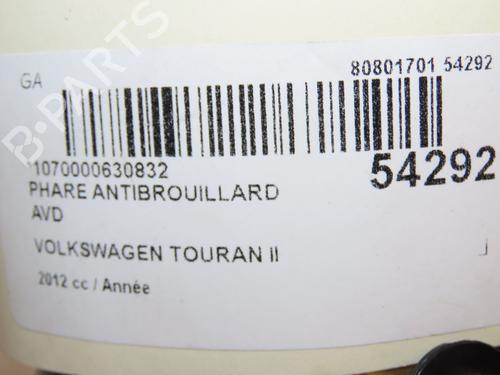 GA
80801701 54292
1070000630832
54292
PHARE ANTIBROUILLARD
AVD
VOLKSWAGEN TOURAN II
J
2012 cc / Année
B-PARTS